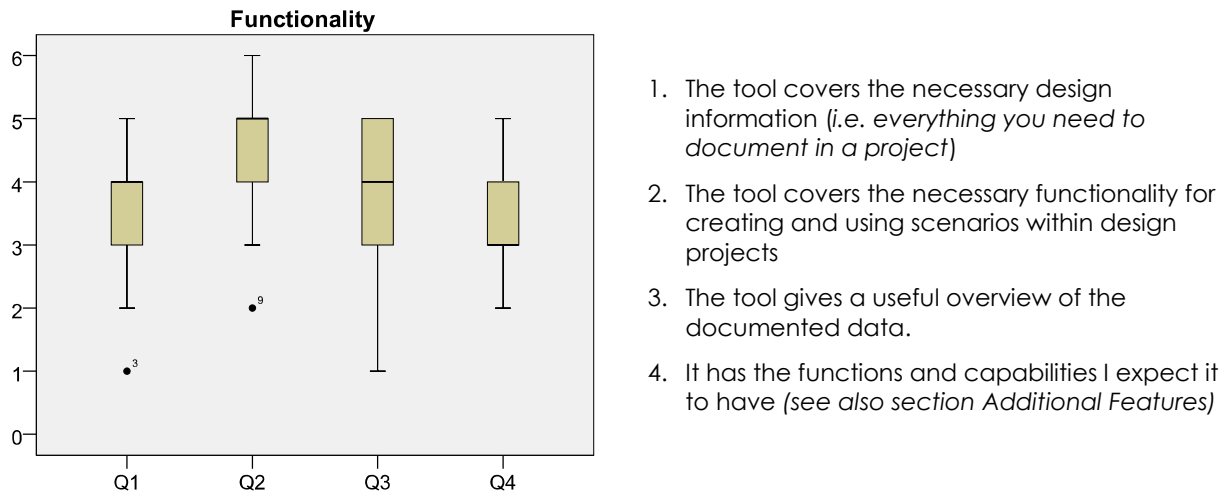 Functionality
6
5
4
3
2
1
0
3
9
Q1 Q2 Q3 Q4
1. The tool covers the necessary design
information (i.e. everything you need to
document in a project)
2. The tool covers the necessary functionality for
creating and using scenarios within design
projects
3. The tool gives a useful overview of the
documented data.
4. It has the functions and capabilities I expect it
to have (see also section Additional Features)